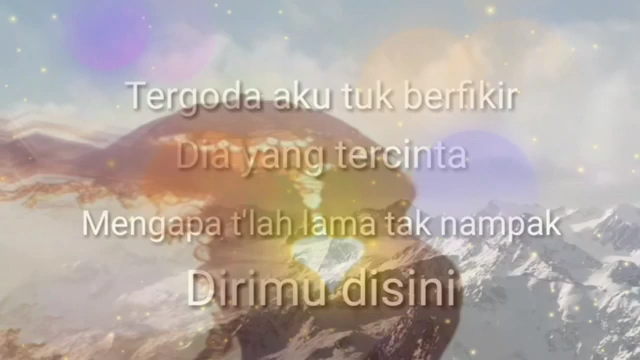 Tergoda aku tuk berfikir
Dia yang tercinta
Mengapa t'lah lama tak nampak
Dirimu disini